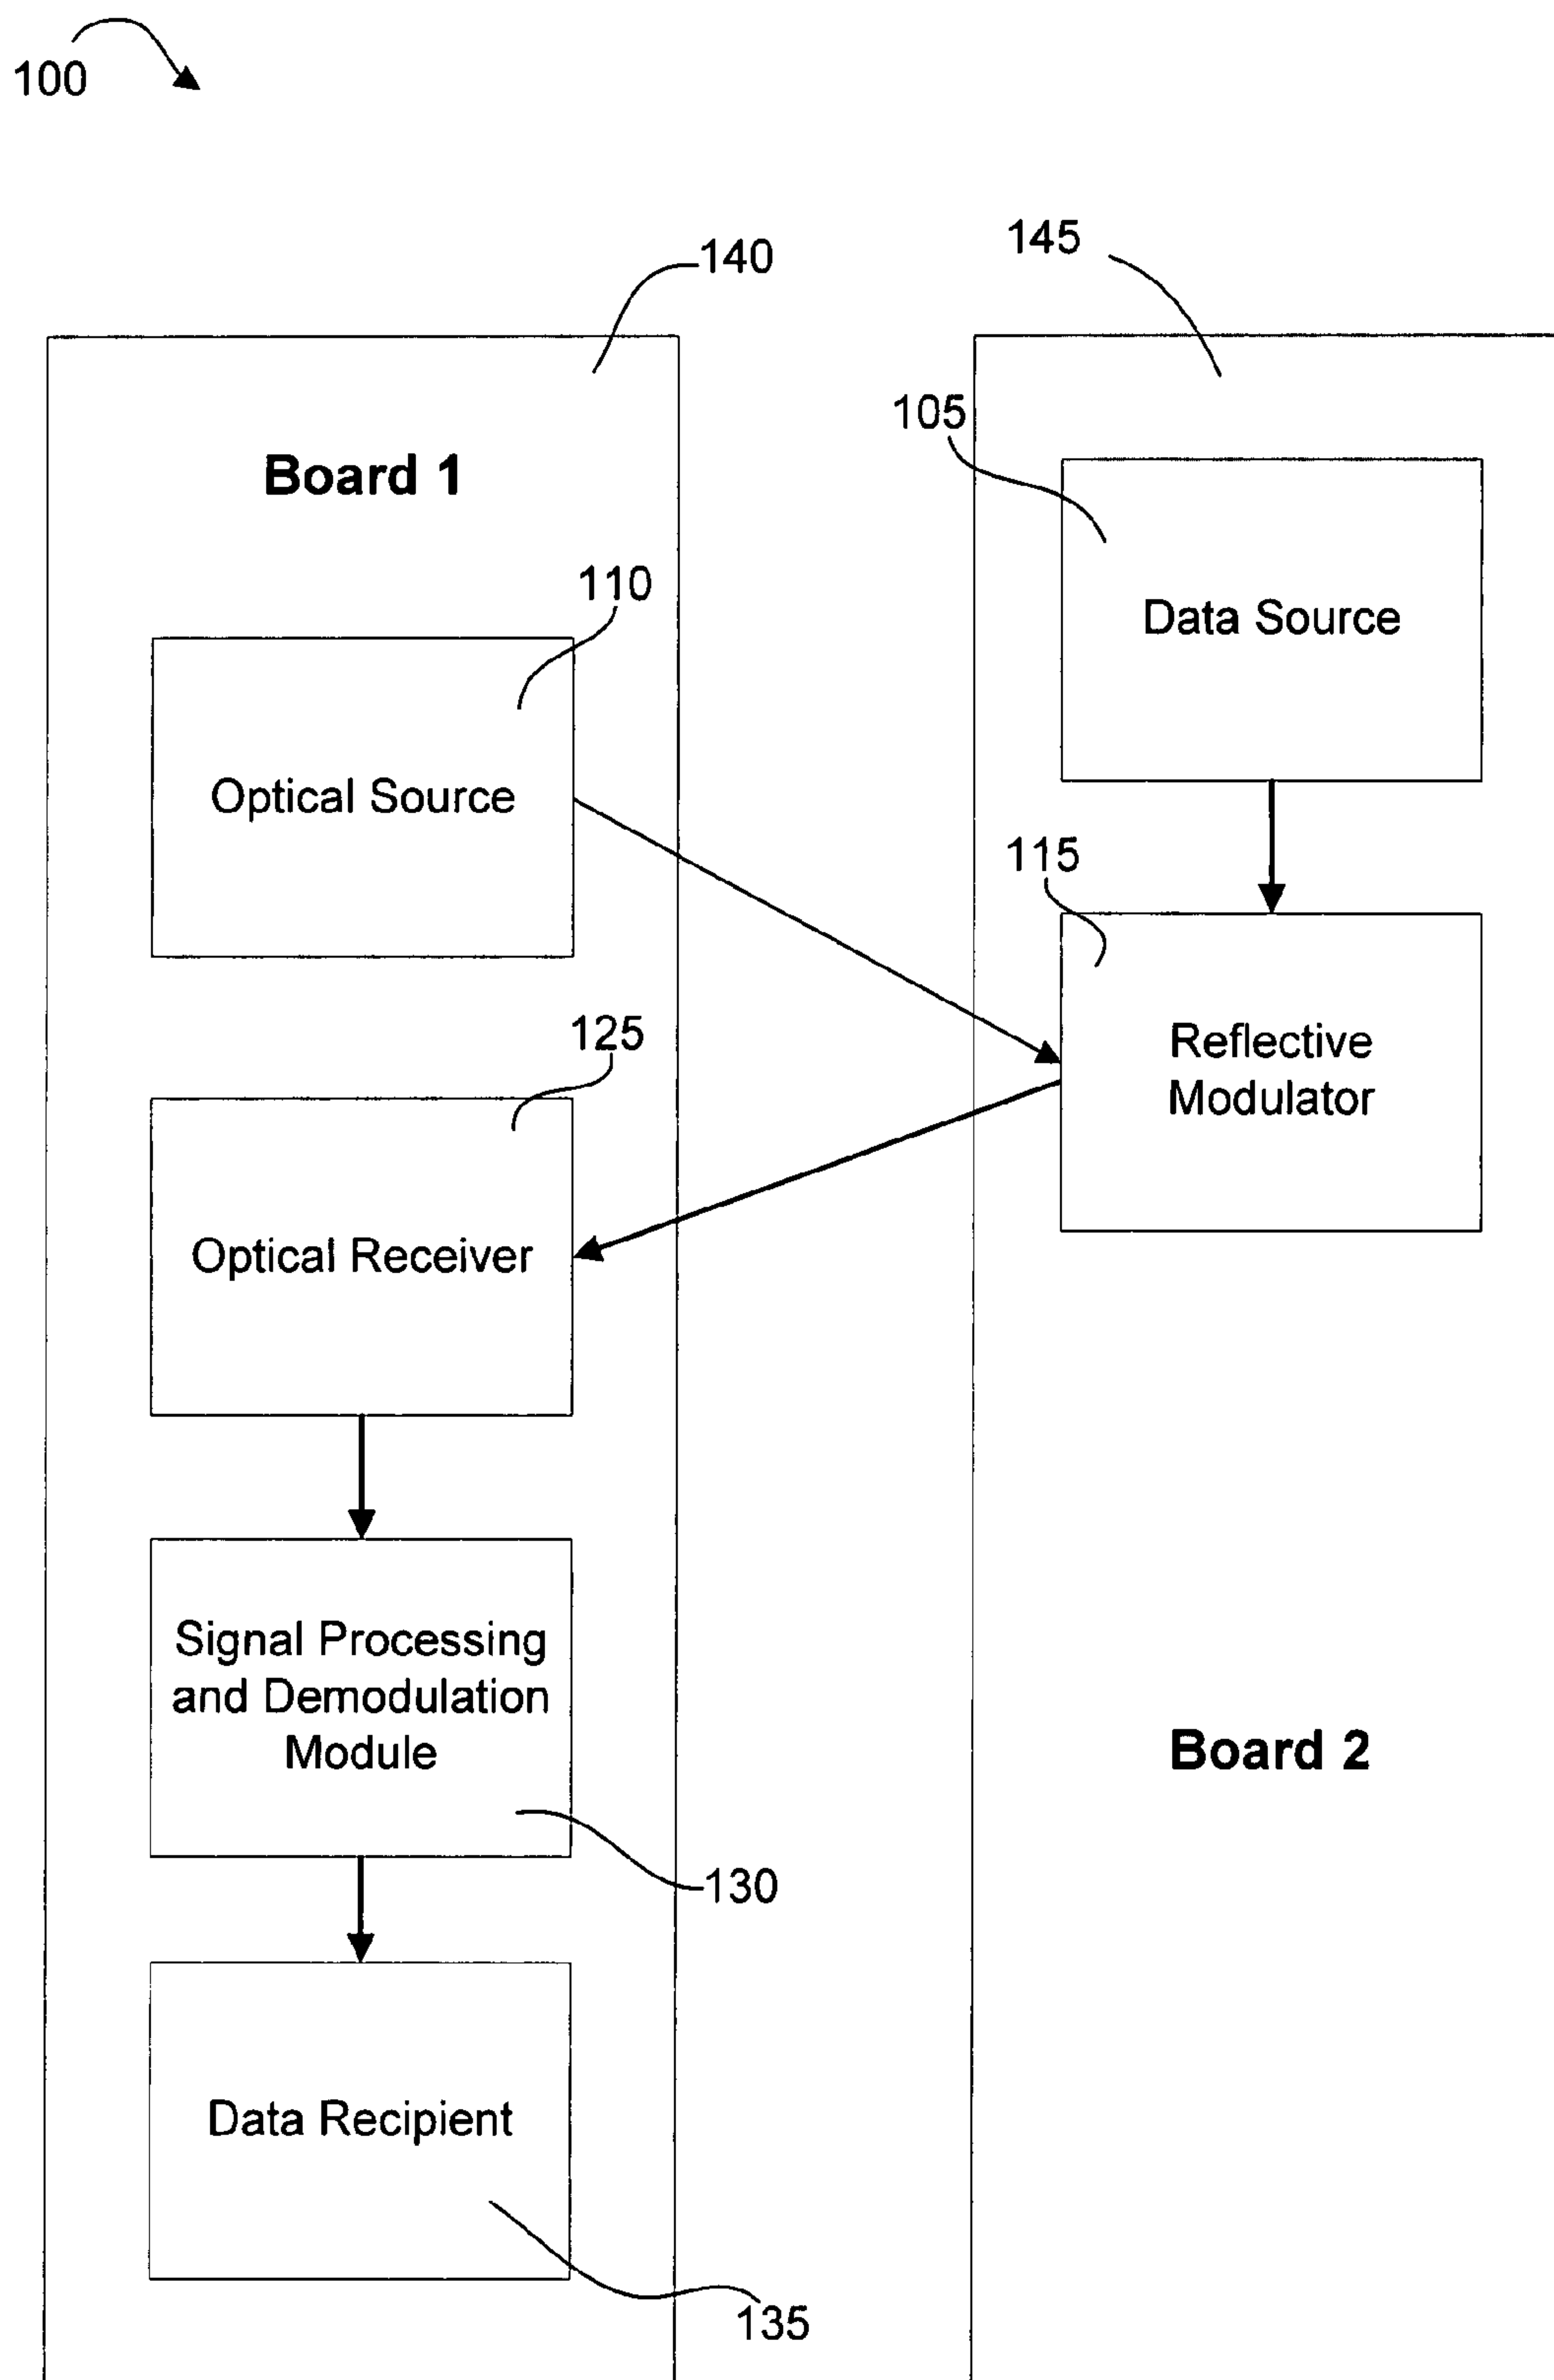 100
140
145
105
Board 1
Data Source
110
Optical Source
115
Reflective
Modulator
125
Optical Receiver
Signal Processing
and Demodulation
Module
Board 2
130
Data Recipient
135